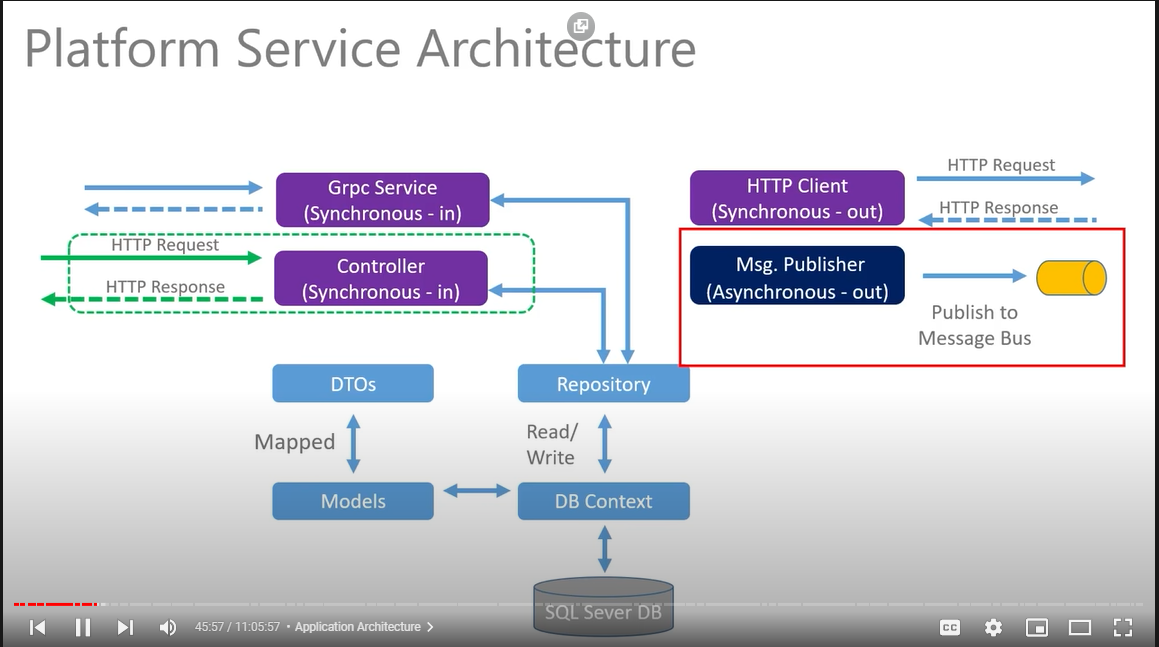 Platform Service Architecture
Grpc Service
(Synchronous - in)
HTTP Request
HTTP Response
Controller
(Synchronous - in)
HTTP Client
(Synchronous - out)
HTTP Request
HTTP Response
Msg. Publisher
(Asynchronous - out)
Publish to
Message Bus
DTOs
Repository
Mapped
Read/
Write
Models
DB Context
SQL Sever DB
45:57 / 11:05:57 • Application Architecture
CC